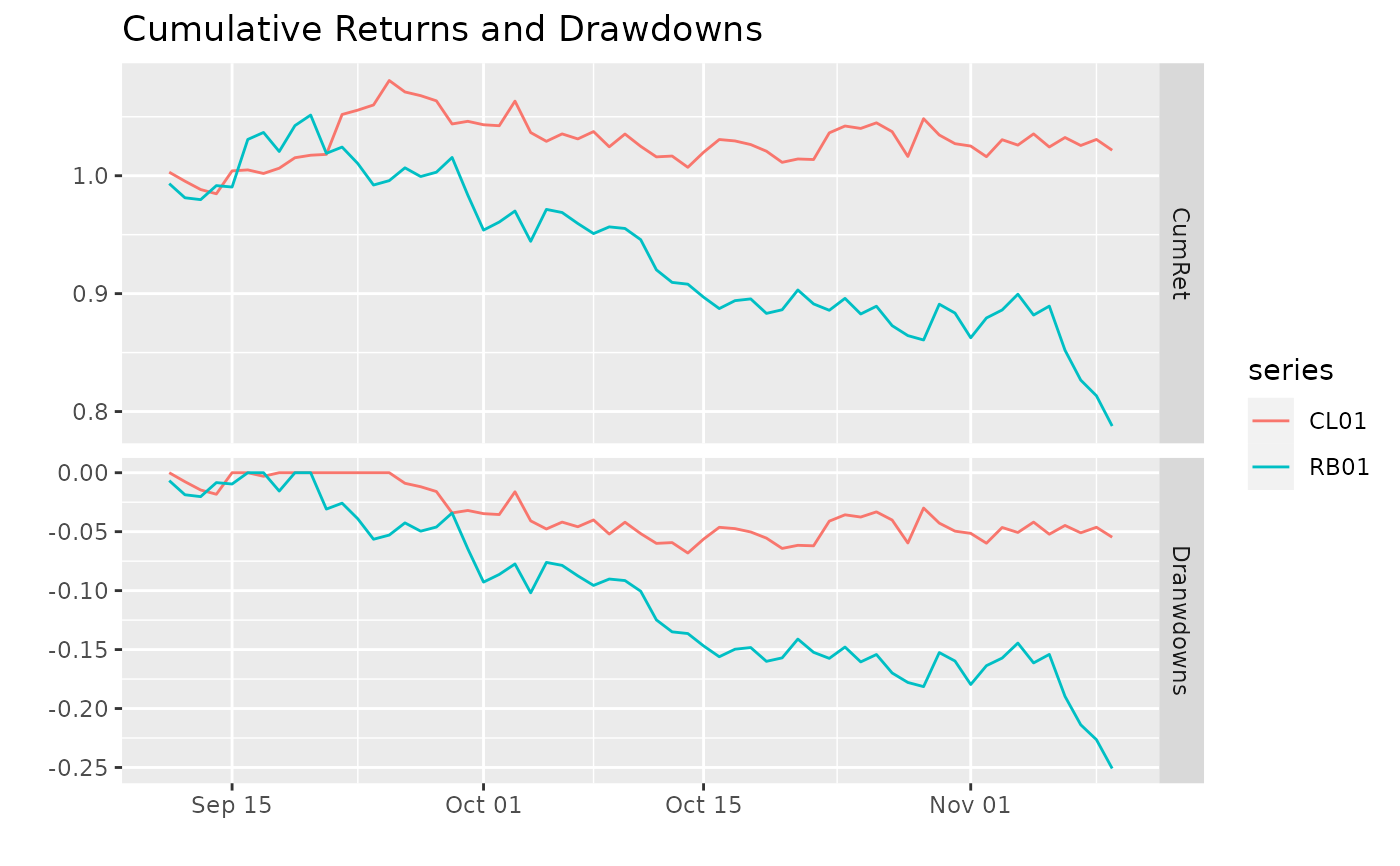 Cumulative Returns and Drawdowns
1.0
0.9
0.8
CumRet
0.00
-0.05
-0.10
-0.15
-0.20
-0.25
Dranwdowns
Sep 15 Oct 01 Oct 15 Nov 01
series
CL01
RB01